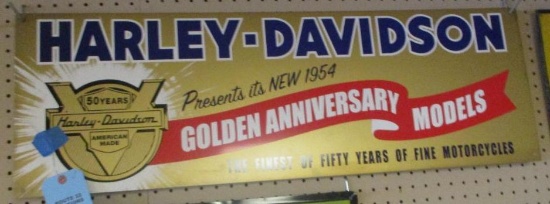 HARLEY-DAVIDSON
Presents its NEW 1954
GOLDEN ANNIVERSARY MODELS
50 YEARS
Harley-Davidson
AMERICAN
MADE
THE FINEST OF FIFTY YEARS OF FINE MOTORCYCLES